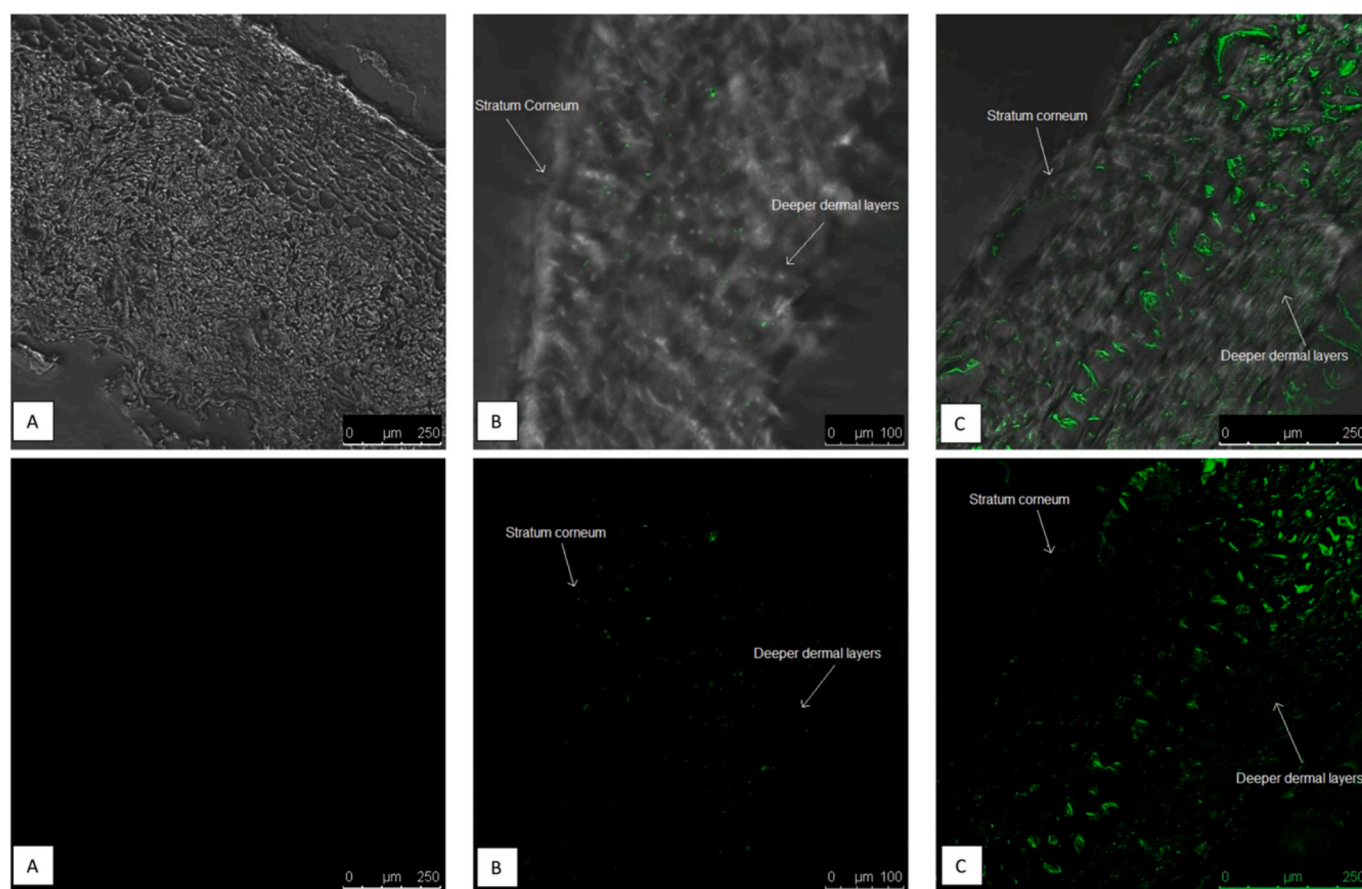 Stratum Corneum
Deeper dermal layers
Stratum corneum
Deeper dermal layers
A
0 µm 250
B
0 µm 100
C
0 µm 250
Stratum corneum
Deeper dermal layers
Stratum corneum
Deeper dermal layers
A
0 µm 250
B
0 µm 100
C
0 µm 250